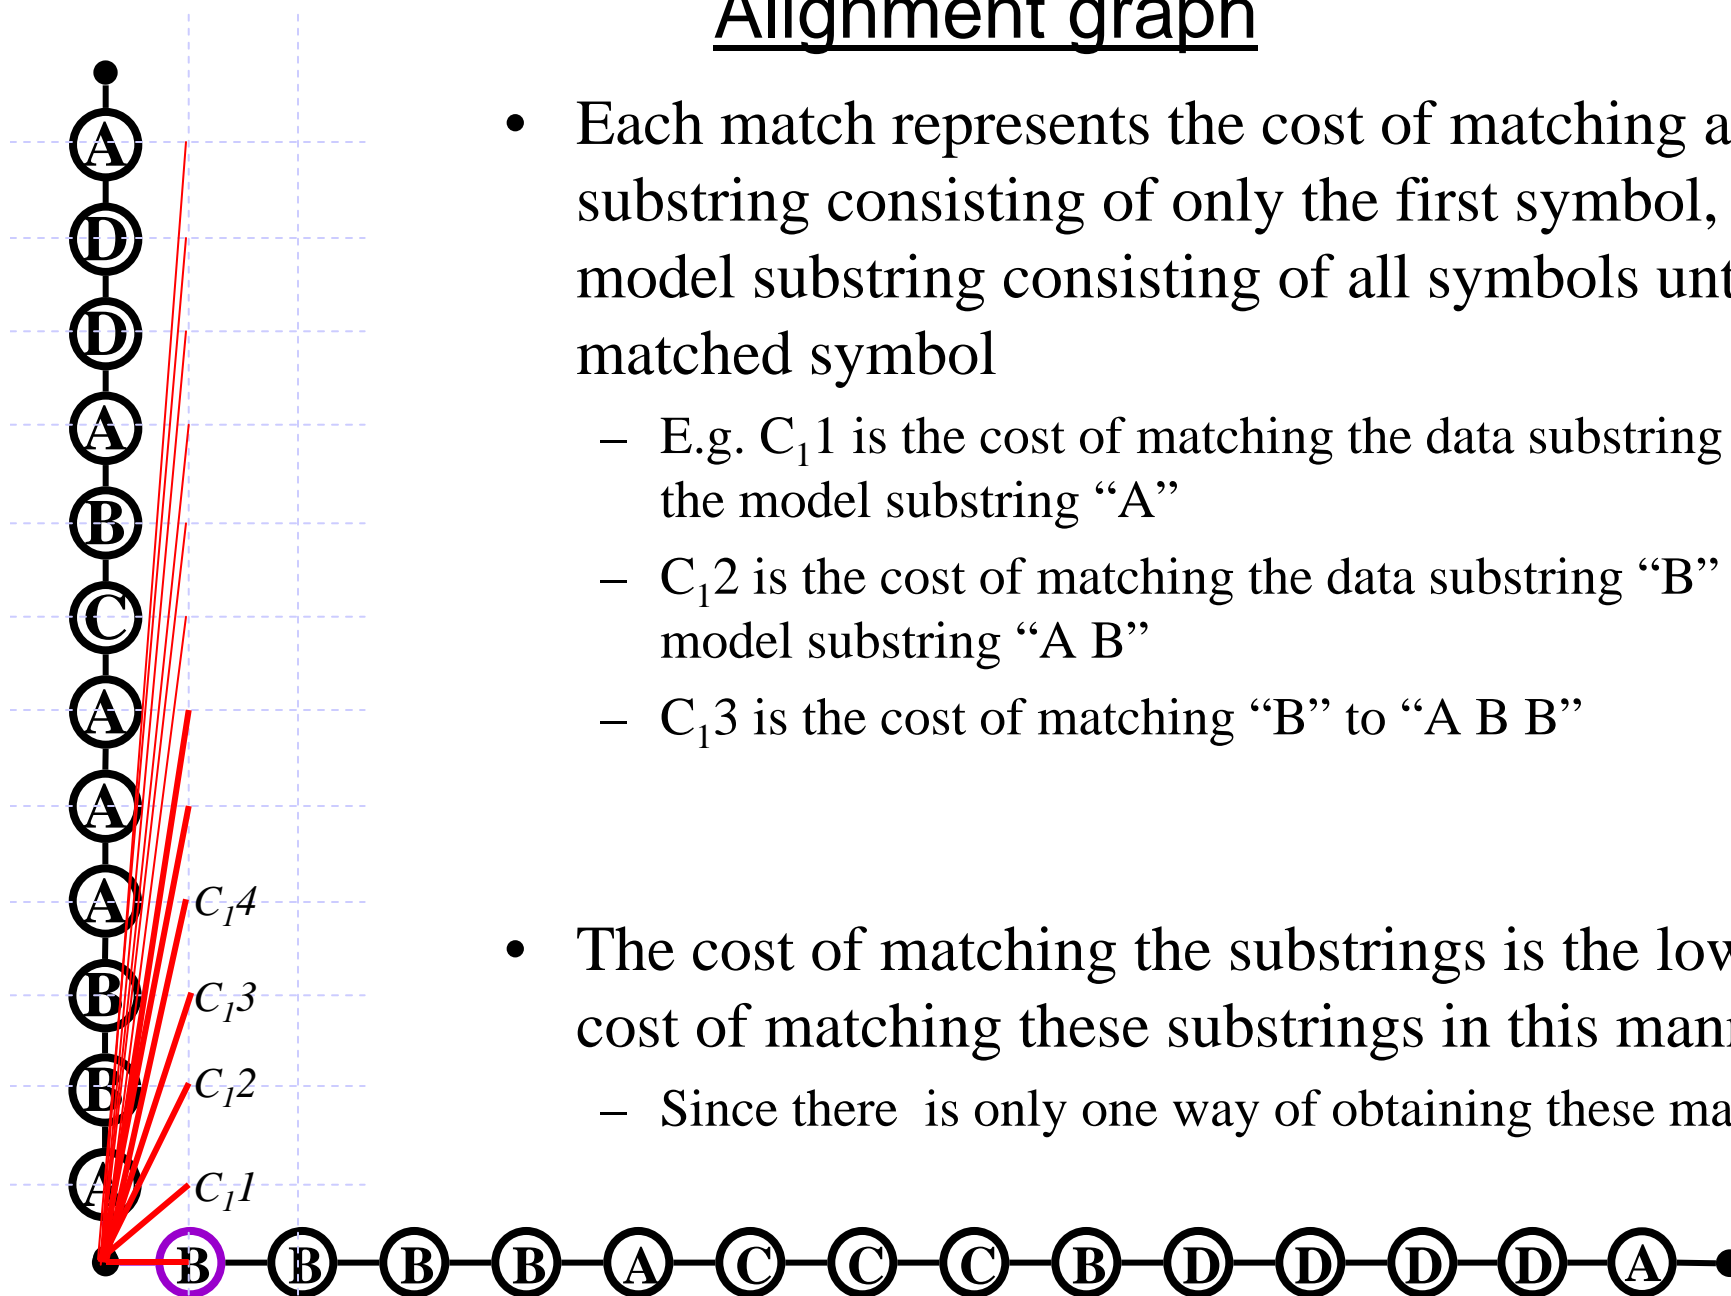 Alignment graph
• Each match represents the cost of matching a
substring consisting of only the first symbol,
model substring consisting of all symbols unt
matched symbol
– E.g. C₁1 is the cost of matching the data substring
the model substring “A”
– C₁2 is the cost of matching the data substring “B”
model substring “A B”
– C₁3 is the cost of matching “B” to “A B B”
• The cost of matching the substrings is the low
cost of matching these substrings in this mann
– Since there is only one way of obtaining these ma
A
D
D
A
B
C
A
A
A
C₁4
B
C₁3
B
C₁2
A
C₁1
B B B B A C C C B D D D D A